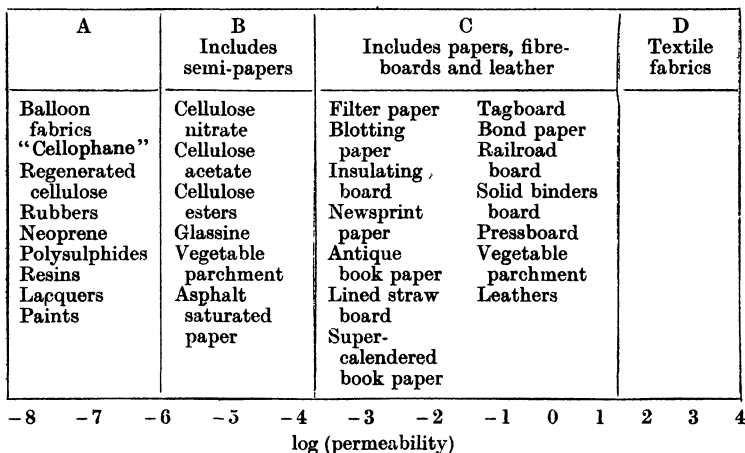 A
Balloon
fabrics
“Cellophane”
Regenerated
cellulose
Rubbers
Neoprene
Polysulphides
Resins
Lacquers
Paints
B
Includes
semi-papers
Cellulose
nitrate
Cellulose
acetate
Cellulose
esters
Glassine
Vegetable
parchment
Asphalt
saturated
paper
C
Includes papers, fibre-
boards and leather
Filter paper
Blotting
paper
Insulating
board
Newsprint
paper
Antique
book paper
Lined straw
board
Super-
calendered
book paper
Tagboard
Bond paper
Railroad
board
Solid binders
board
Pressboard
Vegetable
parchment
Leathers
D
Textile
fabrics
−8 −7 −6 −5 −4 −3 −2 −1 0 1 2 3 4
log (permeability)